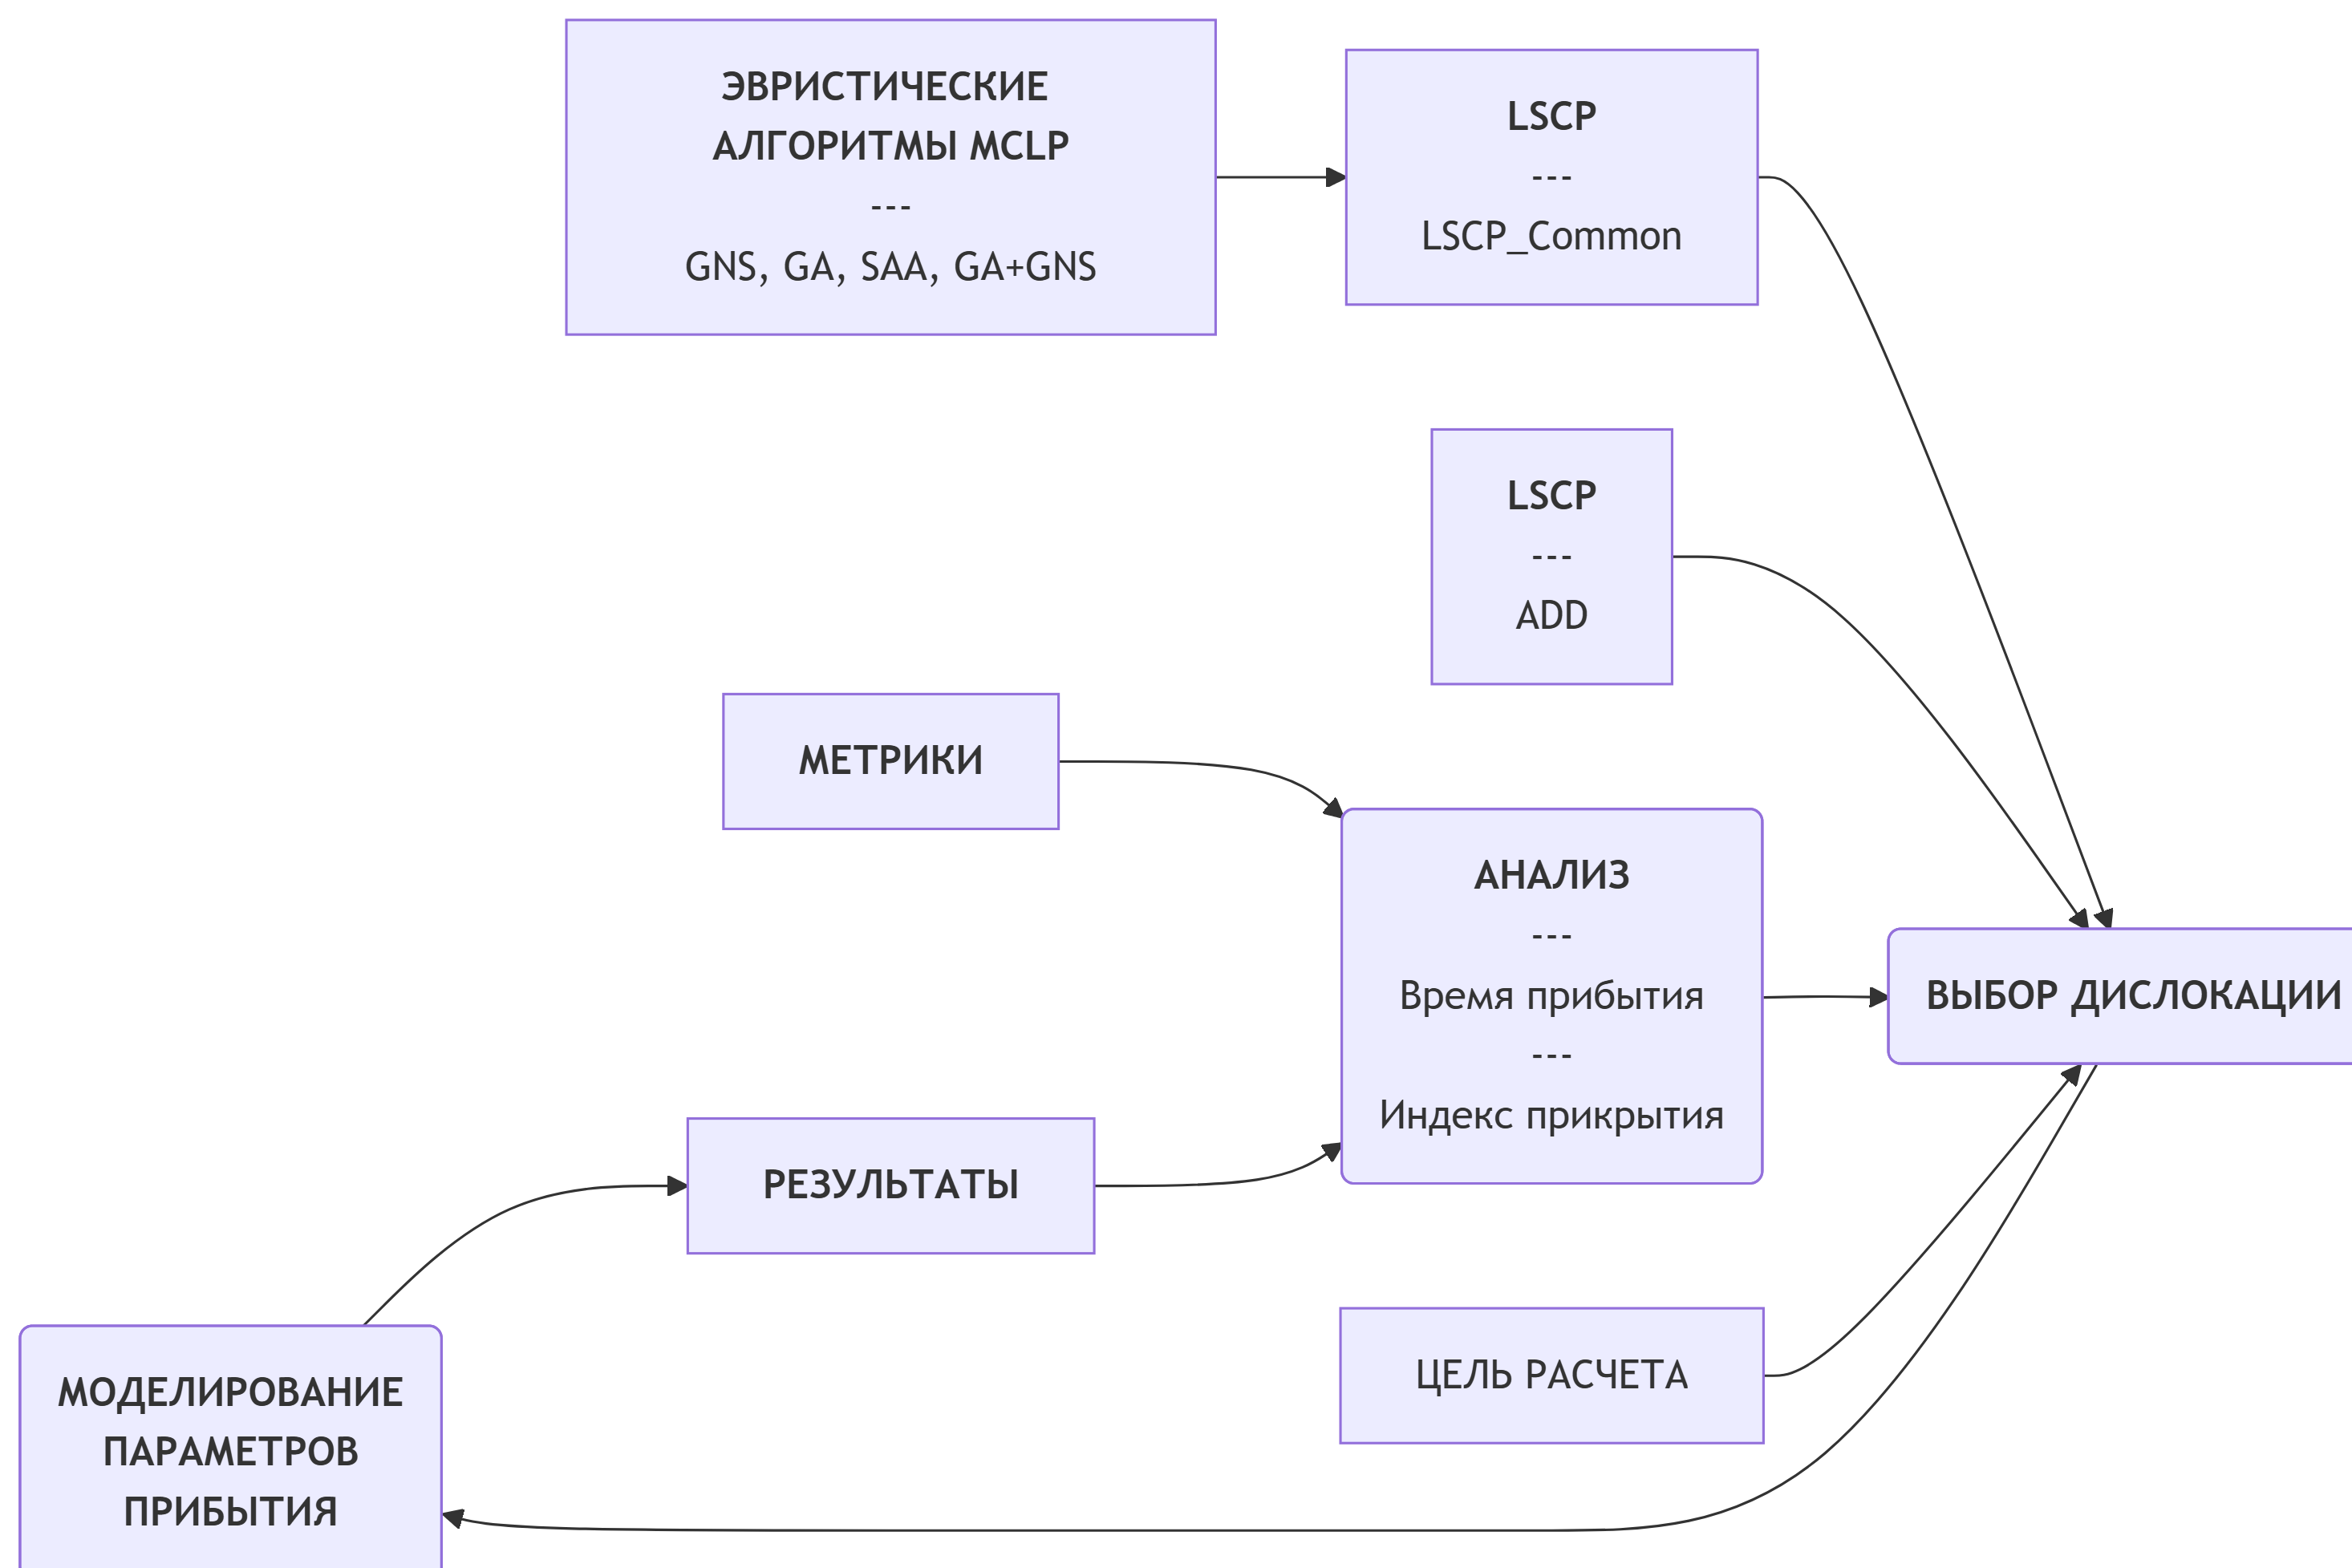 ЭВРИСТИЧЕСКИЕ
АЛГОРИТМЫ MCLP
---
GNS, GA, SAA, GA+GNS
LSCP
---
LSCP_Common
LSCP
---
ADD
МЕТРИКИ
АНАЛИЗ
---
Время прибытия
---
Индекс прикрытия
ВЫБОР ДИСЛОКАЦИИ
РЕЗУЛЬТАТЫ
ЦЕЛЬ РАСЧЕТА
МОДЕЛИРОВАНИЕ
ПАРАМЕТРОВ
ПРИБЫТИЯ